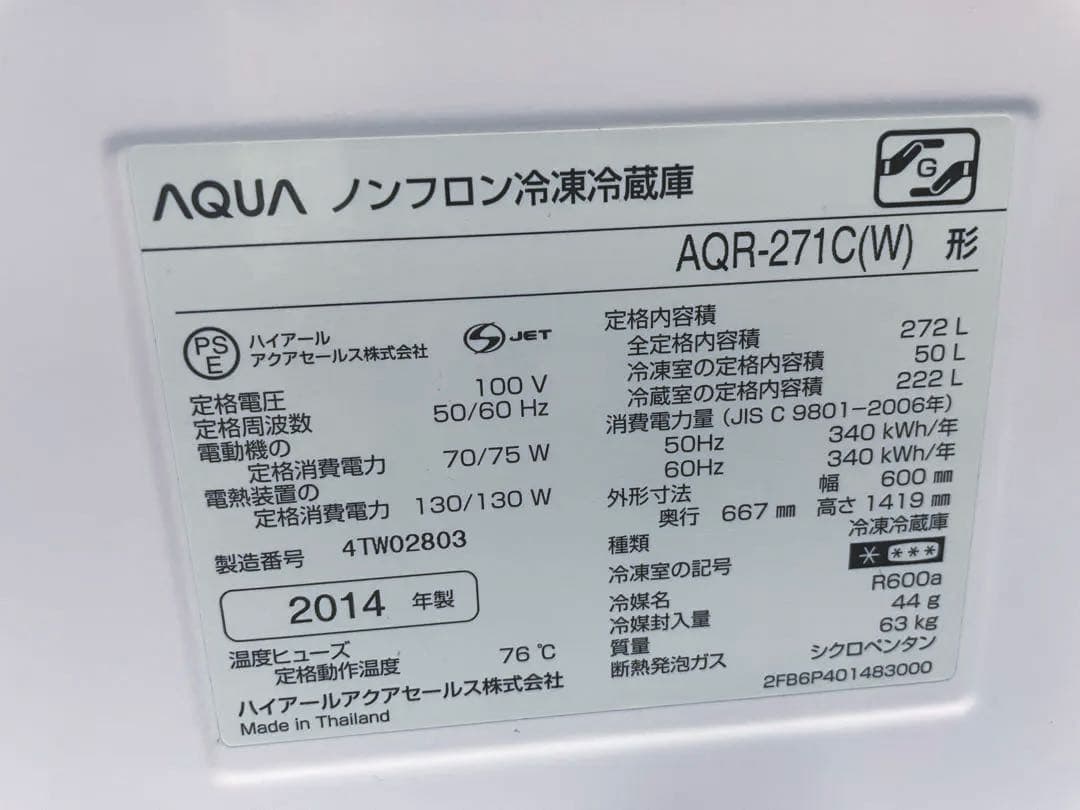 AQUA ノンフロン冷凍冷蔵庫
G
AQR-271C(W) 形
PS
E
ハイアール
アクアセールス株式会社
S JET
定格電圧 100 V
定格周波数 50/60 Hz
電動機の
定格消費電力 70/75 W
電熱装置の
定格消費電力 130/130 W
製造番号 4TW02803
2014 年製
温度ヒューズ
定格動作温度 76 ℃
ハイアールアクアセールス株式会社
Made in Thailand
定格内容積
全定格内容積 272 L
冷凍室の定格内容積 50 L
冷蔵室の定格内容積 222 L
消費電力量 (JIS C 9801-2006年)
50Hz 340 kWh/年
60Hz 340 kWh/年
外形寸法 幅 600 ㎜
奥行 667 ㎜ 高さ 1419 ㎜
種類 冷凍冷蔵庫
冷凍室の記号 * ***
冷媒名 R600a
冷媒封入量 44 g
質量 63 kg
断熱発泡ガス シクロペンタン
2FB6P401483000